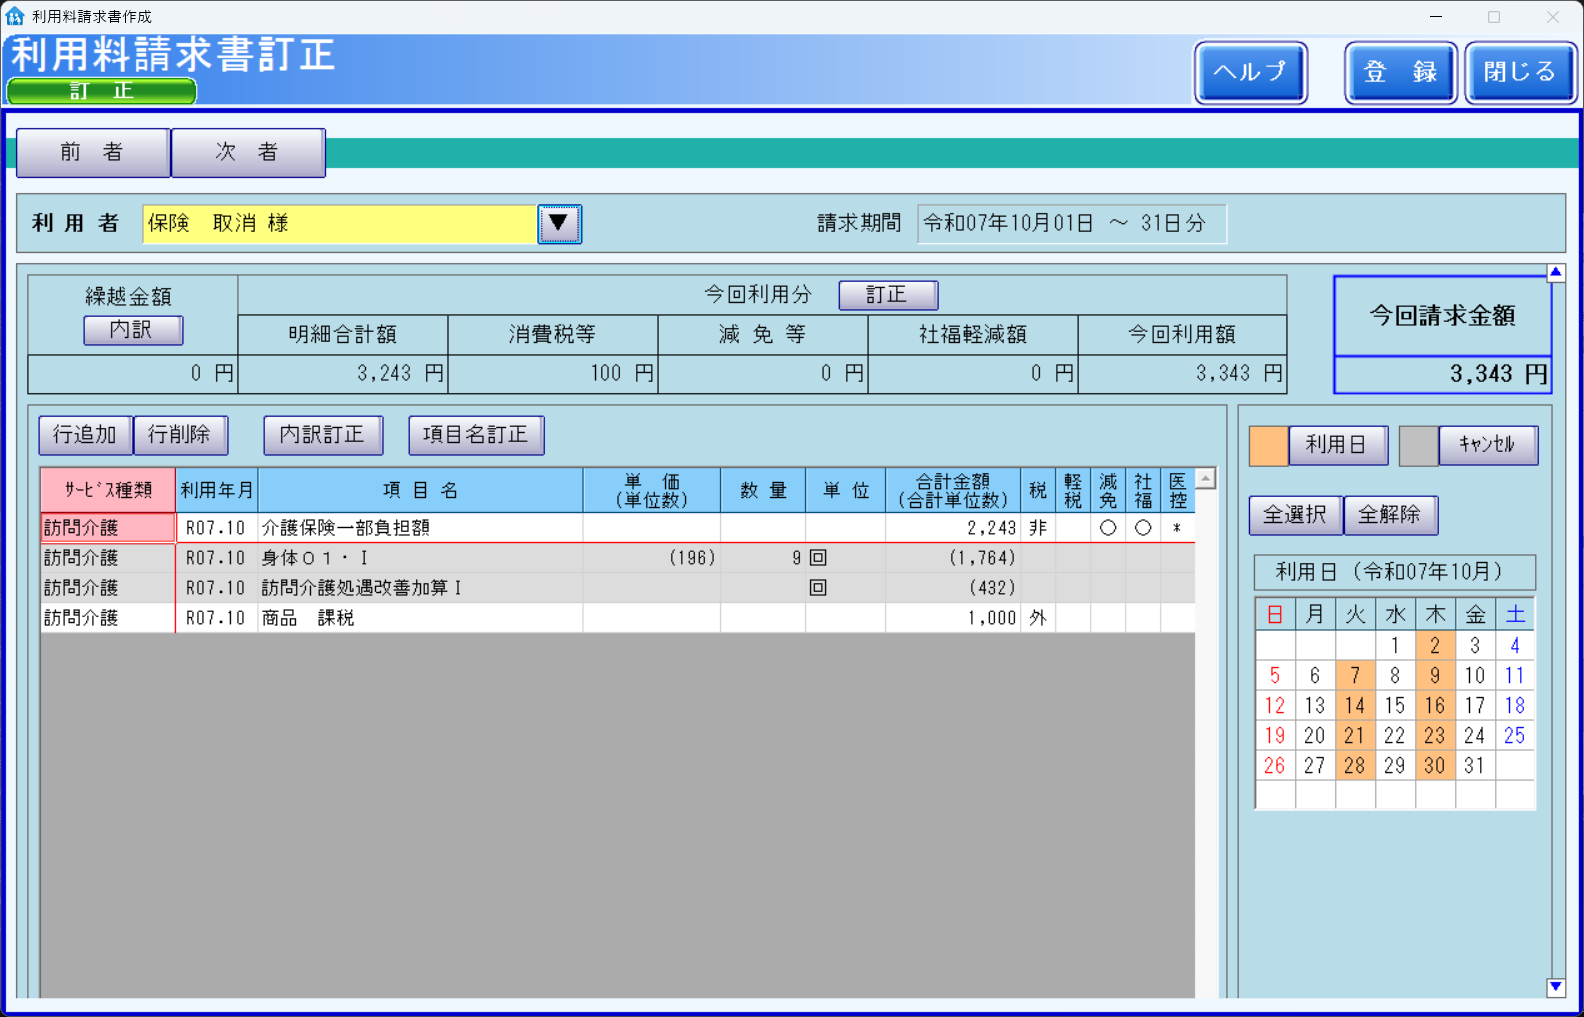 利用料請求書作成
利用料請求書訂正
訂 正
ヘルプ
登 録
閉じる
前 者
次 者
利 用 者
保険 取消 様
▼
請求期間
令和07年10月01日 ～ 31日分
繰越金額
内訳
今回利用分
訂正
明細合計額
消費税等
減 免 等
社福軽減額
今回利用額
今回請求金額
0 円
3,243 円
100 円
0 円
0 円
3,343 円
3,343 円
行追加
行削除
内訳訂正
項目名訂正
利用日
ｷｬﾝｾﾙ
全選択
全解除
ｻｰﾋﾞｽ種類 利用年月 項 目 名 単 価 (単位数) 数 量 単 位 合計金額 (合計単位数) 税 軽税 減免 社福 医控
訪問介護 R07.10 介護保険一部負担額 2,243 非 ○ ○ *
訪問介護 R07.10 身体０１・Ⅰ (196) 9 回 (1,764)
訪問介護 R07.10 訪問介護処遇改善加算Ⅰ 回 (432)
訪問介護 R07.10 商品 課税 1,000 外
利用日（令和07年10月）
日 月 火 水 木 金 土
1 2 3 4
5 6 7 8 9 10 11
12 13 14 15 16 17 18
19 20 21 22 23 24 25
26 27 28 29 30 31